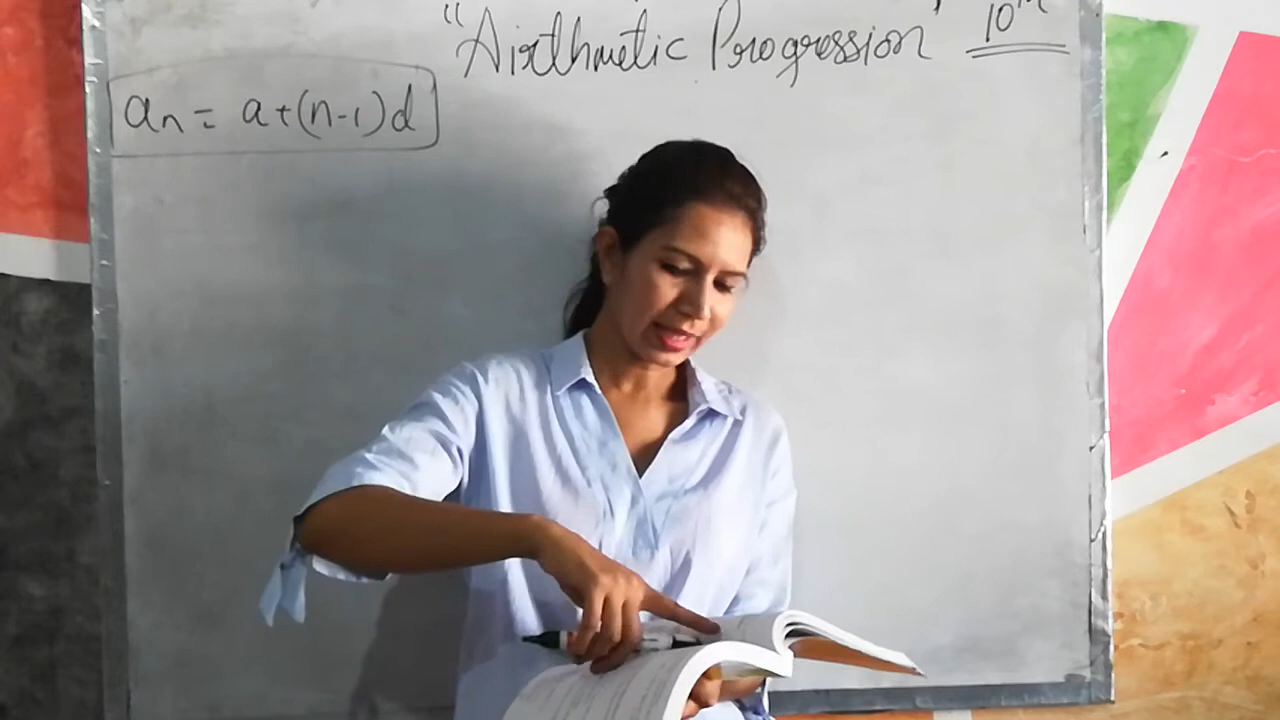 "Airthmetic Progression" 10th
an = a+(n-1)d